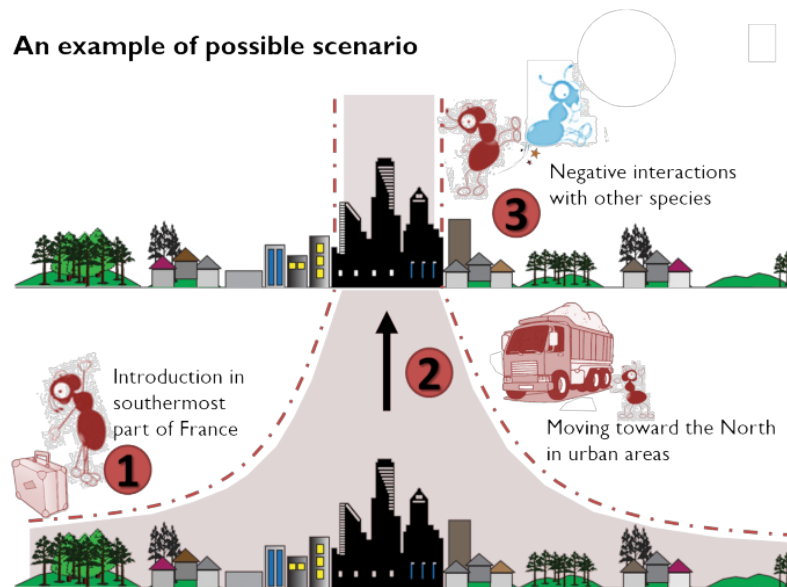 An example of possible scenario
Negative interactions
with other species
3
2
Introduction in
southermost
part of France
1
Moving toward the North
in urban areas